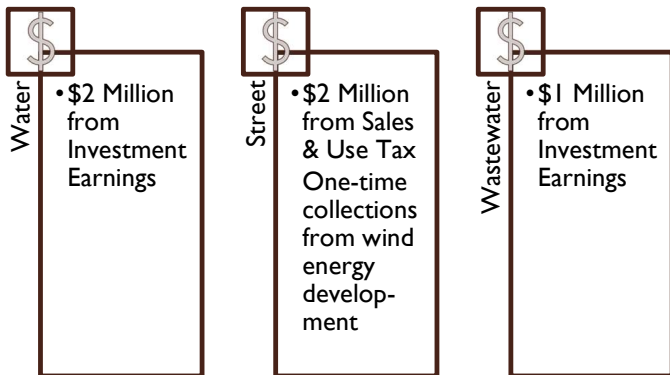 Water
•$2 Million
from
Investment
Earnings
Street
•$2 Million
from Sales
& Use Tax
One-time
collections
from wind
energy
develop-
ment
Wastewater
•$1 Million
from
Investment
Earnings